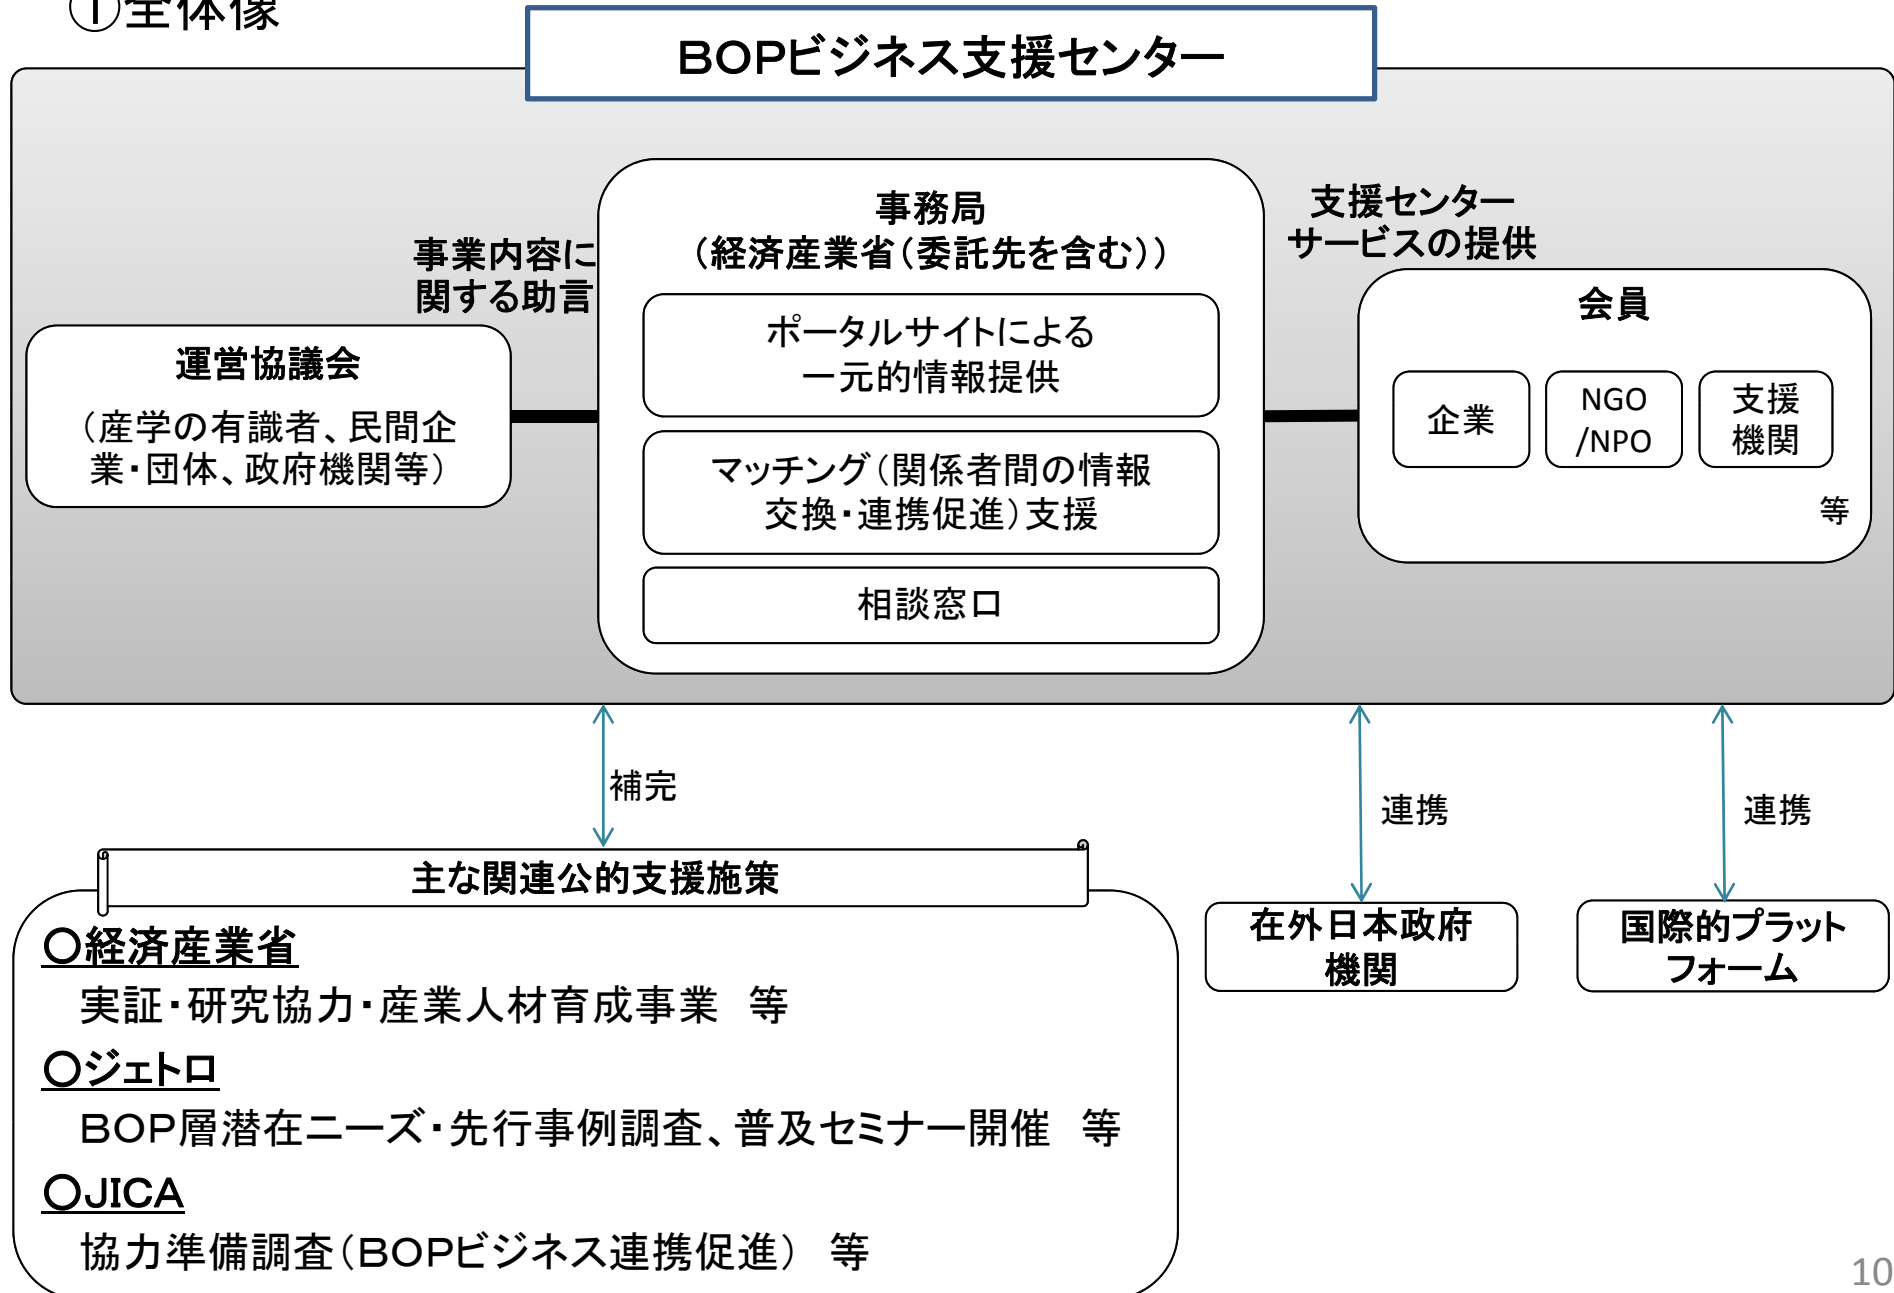 ①全体像
BOPビジネス支援センター
事業内容に
関する助言
運営協議会
（産学の有識者、民間企
業・団体、政府機関等）
事務局
（経済産業省（委託先を含む））
ポータルサイトによる
一元的情報提供
マッチング（関係者間の情報
交換・連携促進）支援
相談窓口
支援センター
サービスの提供
会員
企業
NGO
/NPO
支援
機関
等
補完
連携
連携
主な関連公的支援施策
○経済産業省
実証・研究協力・産業人材育成事業　等
○ジェトロ
BOP層潜在ニーズ・先行事例調査、普及セミナー開催　等
○JICA
協力準備調査（BOPビジネス連携促進）　等
在外日本政府
機関
国際的プラット
フォーム
10